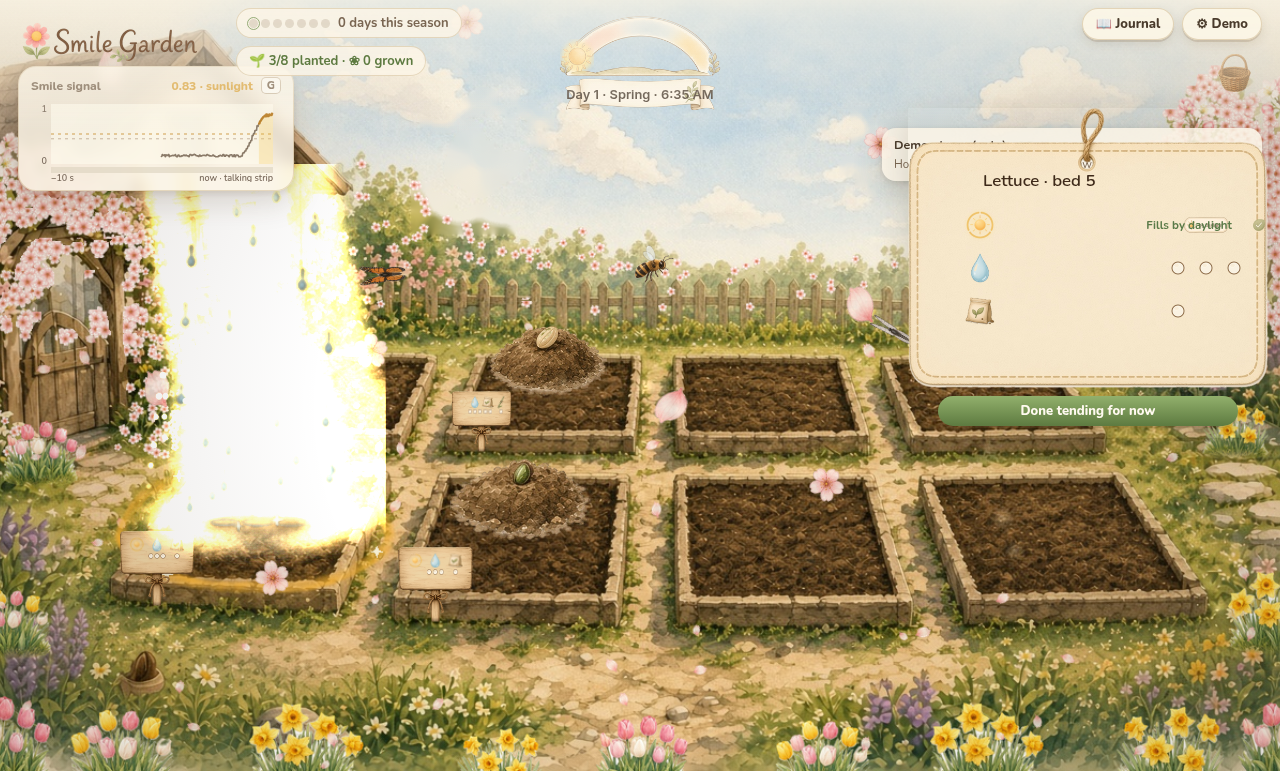 Smile Garden
0 days this season
3/8 planted · ❀ 0 grown
Smile signal
0.83 · sunlight
G
1
0
−10 s
now · talking strip
Day 1 · Spring · 6:35 AM
Journal
Demo
Lettuce · bed 5
Fills by daylight
Done tending for now